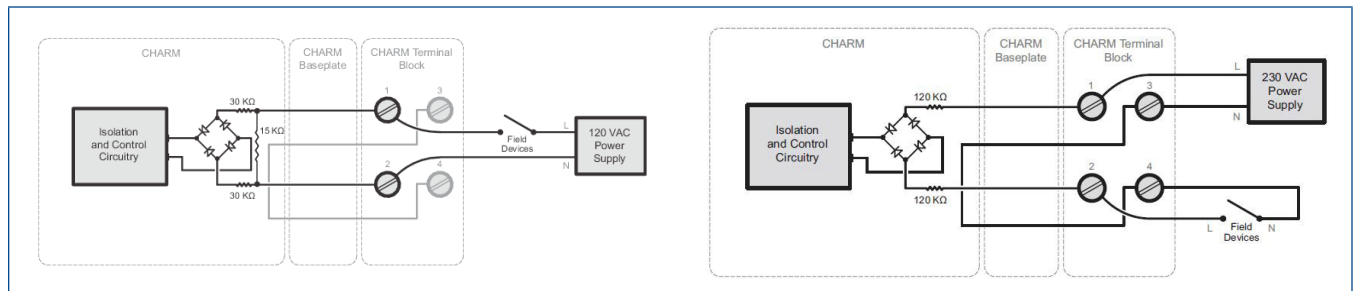 CHARM
CHARM
Baseplate
CHARM Terminal
Block
30 KΩ
15 KΩ
30 KΩ
Isolation
and Control
Circuitry
1
3
2
4
Field
Devices
L
N
120 VAC
Power
Supply
CHARM
CHARM
Baseplate
CHARM Terminal
Block
120 KΩ
120 KΩ
Isolation
and Control
Circuitry
1
3
2
4
L
N
230 VAC
Power
Supply
L
N
Field
Devices